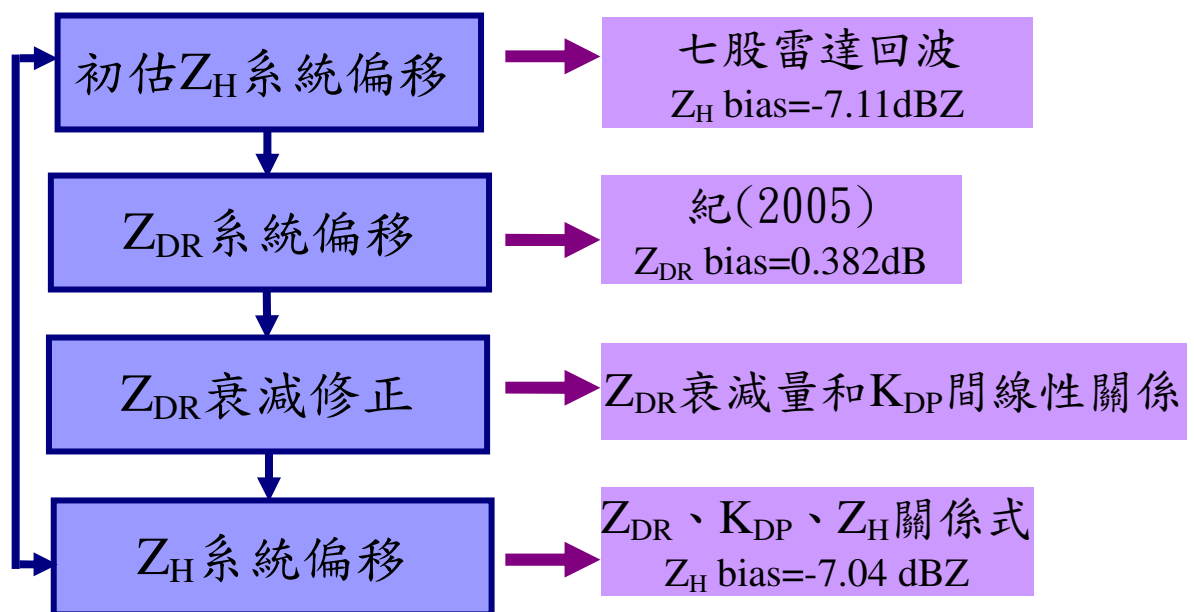 初估ZH系統偏移
七股雷達回波
ZH bias=-7.11dBZ
ZDR系統偏移
紀(2005)
ZDR bias=0.382dB
ZDR衰減修正
ZDR衰減量和KDP間線性關係
ZH系統偏移
ZDR、KDP、ZH關係式
ZH bias=-7.04 dBZ